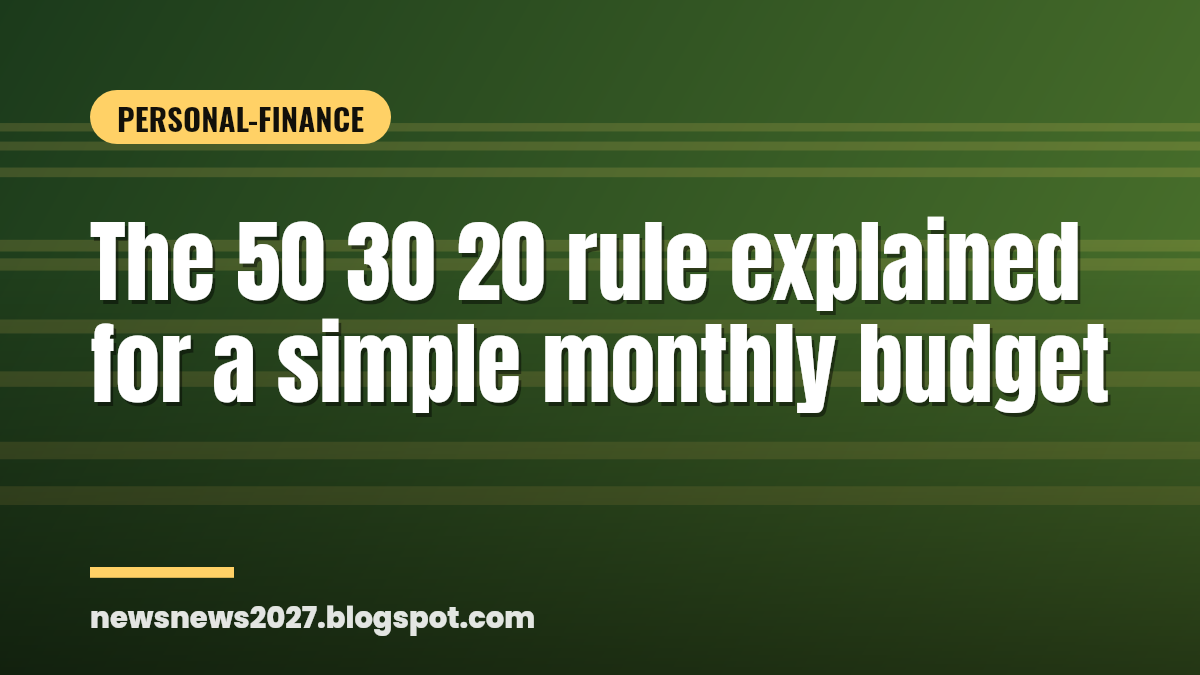 PERSONAL-FINANCE
The 50 30 20 rule explained
for a simple monthly budget
newsnews2027.blogspot.com